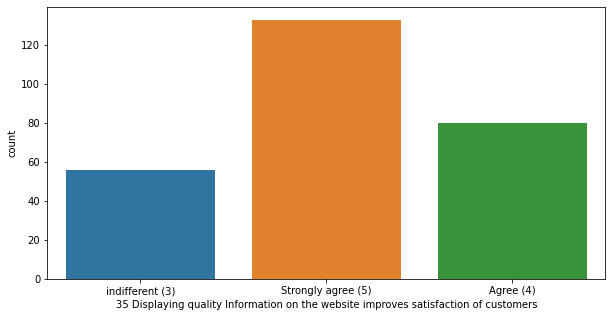 120
100
80
60
40
20
0
count
indifferent (3) Strongly agree (5) Agree (4)
35 Displaying quality Information on the website improves satisfaction of customers